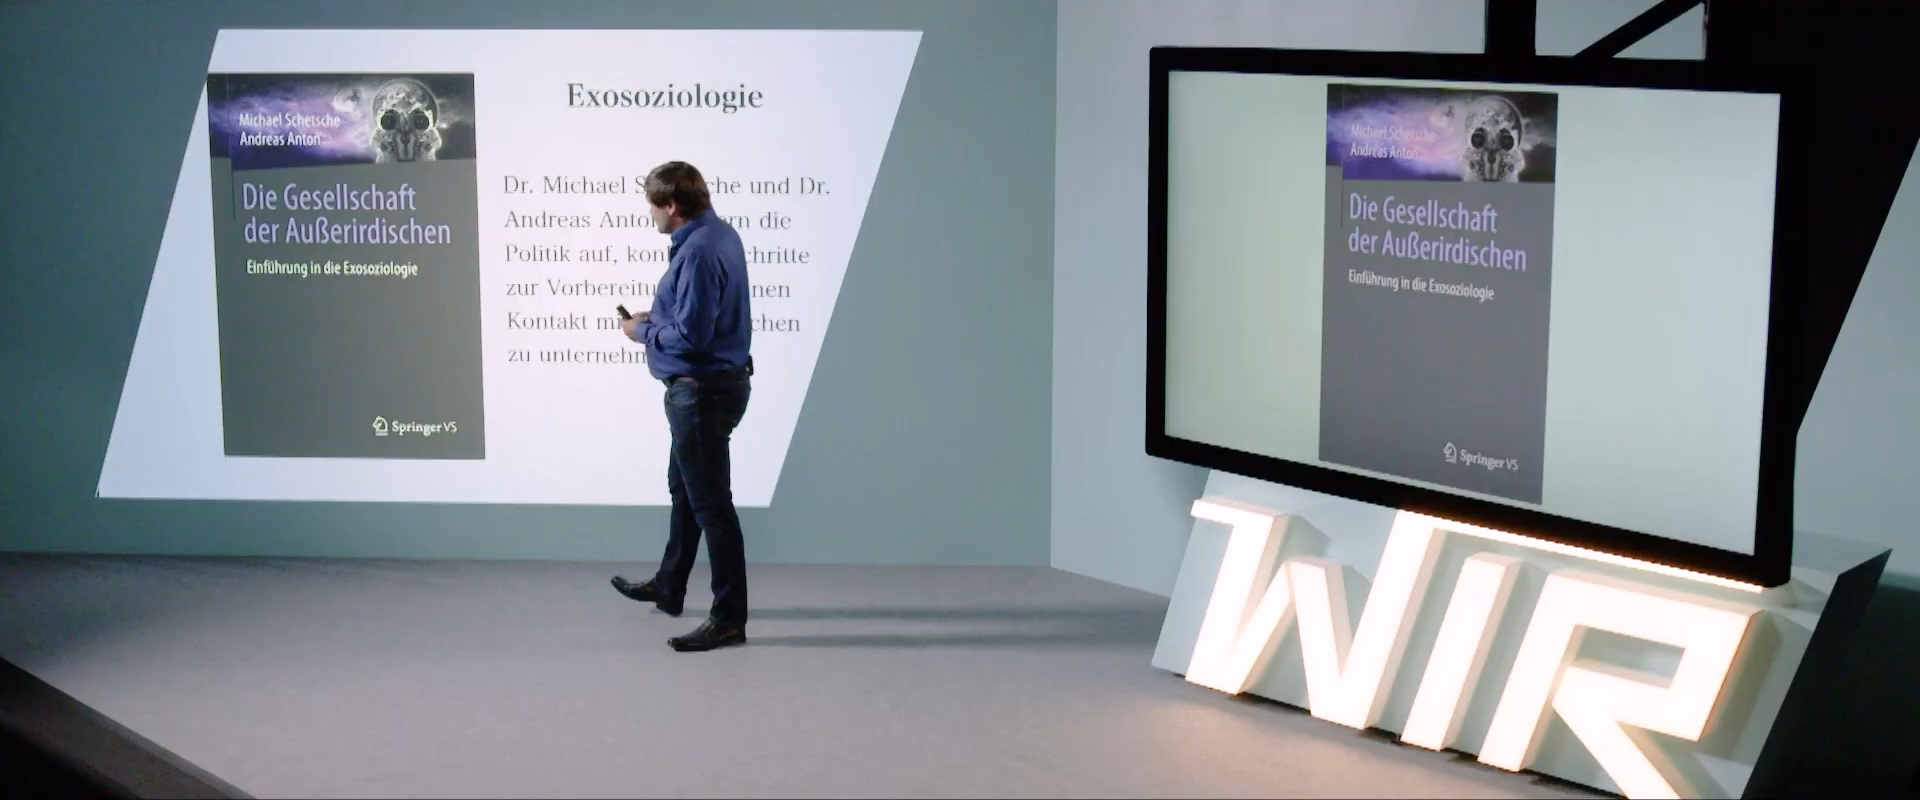 Michael Schetsche
Andreas Anton
Die Gesellschaft
der Außerirdischen
Einführung in die Exosoziologie
Springer VS
Exosoziologie
Dr. Michael S che und Dr.
Andreas Anton rn die
Politik auf, kon chritte
zur Vorbereitu nen
Kontakt mi chen
zu unternehm
Michael Schetsche
Andreas Anton
Die Gesellschaft
der Außerirdischen
Einführung in die Exosoziologie
Springer VS
WIR